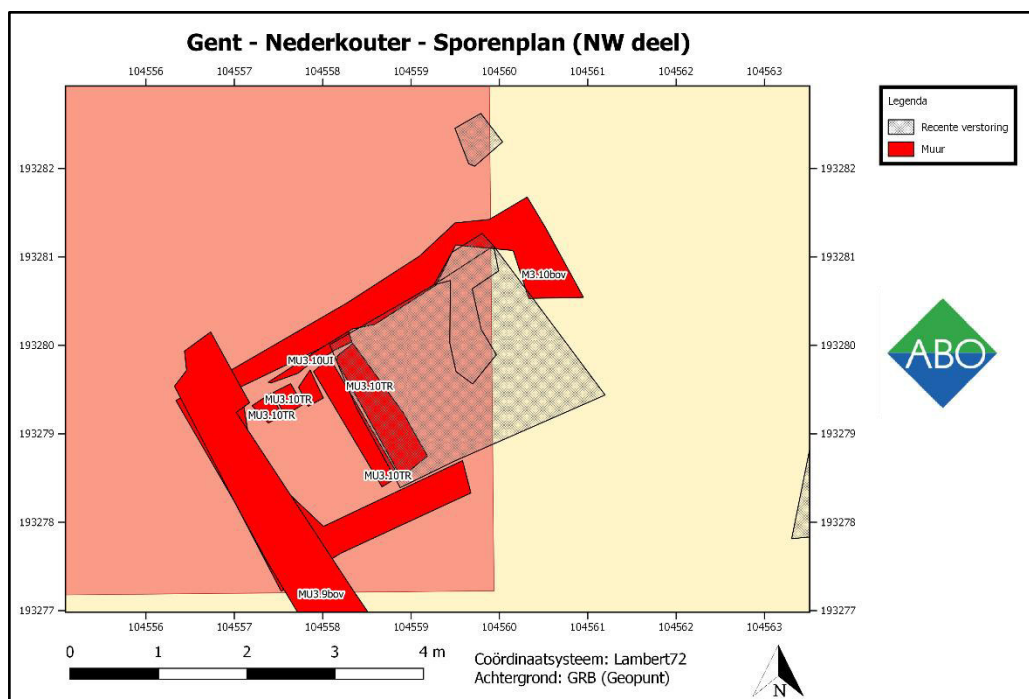 Gent - Nederkouter - Sporenplan (NW deel)
104556 104557 104558 104559 104560 104561 104562 104563
Legenda
Recente verstoring
Muur
193282 193282
193281 193281
M3.10bov
193280 193280
MU3.10UI
MU3.10TR
MU3.10TR
MU3.10TR
193279 193279
MU3.10TR
193278 193278
MU3.9bov
193277 193277
104556 104557 104558 104559 104560 104561 104562 104563
ABO
0 1 2 3 4 m
Coördinaatsysteem: Lambert72
Achtergrond: GRB (Geopunt)
N